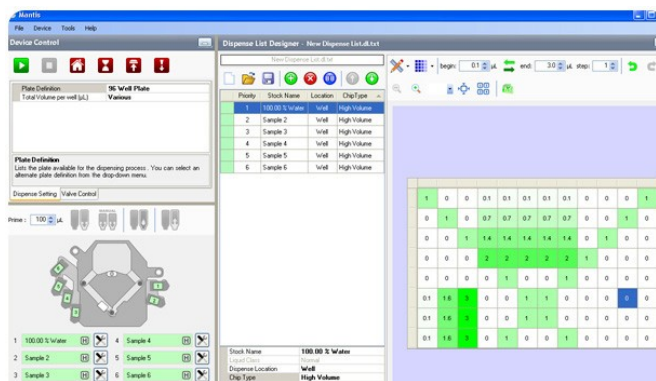 Mantis
File Device Tools Help
Device Control
Plate Definition 96 Well Plate
Total Volume per well (µL) Various
Plate Definition
Lists the plate available for the dispensing process. You can select an
alternate plate definition from the drop-down menu.
Dispense Setting Valve Control
Prime: 100 µL
1 100.00 % Water H 4 Sample 4 H
2 Sample 2 H 5 Sample 5 H
3 Sample 3 H 6 Sample 6 H
Dispense List Designer - New Dispense List.dl.txt
New Dispense List.dl.txt
Priority Stock Name Location ChipType
1 100.00 % Water Well High Volume
2 Sample 2 Well High Volume
3 Sample 3 Well High Volume
4 Sample 4 Well High Volume
5 Sample 5 Well High Volume
6 Sample 6 Well High Volume
Stock Name 100.00 % Water
Liquid Class Normal
Dispense Location Well
Chip Type High Volume
begin: 0.1 µL end: 3.0 µL step: 1
1 0 0 0.1 0.1 0.1 0.1 0.1 0 0 0 1
0 1 0 0.7 0.7 0.7 0.7 0.7 0 0 1 0
0 0 1 1.4 1.4 1.4 1.4 1.4 0 1 0 0
0 0 0 2 2 2 2 2 1 0 0 0
0 0 0 0 1 0 0 1 0 0 0 0
0.1 1.6 3 0 0 1 1 0 0 0 0 0
0.1 1.6 3 0 0 1 1 0 0 0 0 0
0.1 1.6 3 0 1 0 0 1 0 0 0 0